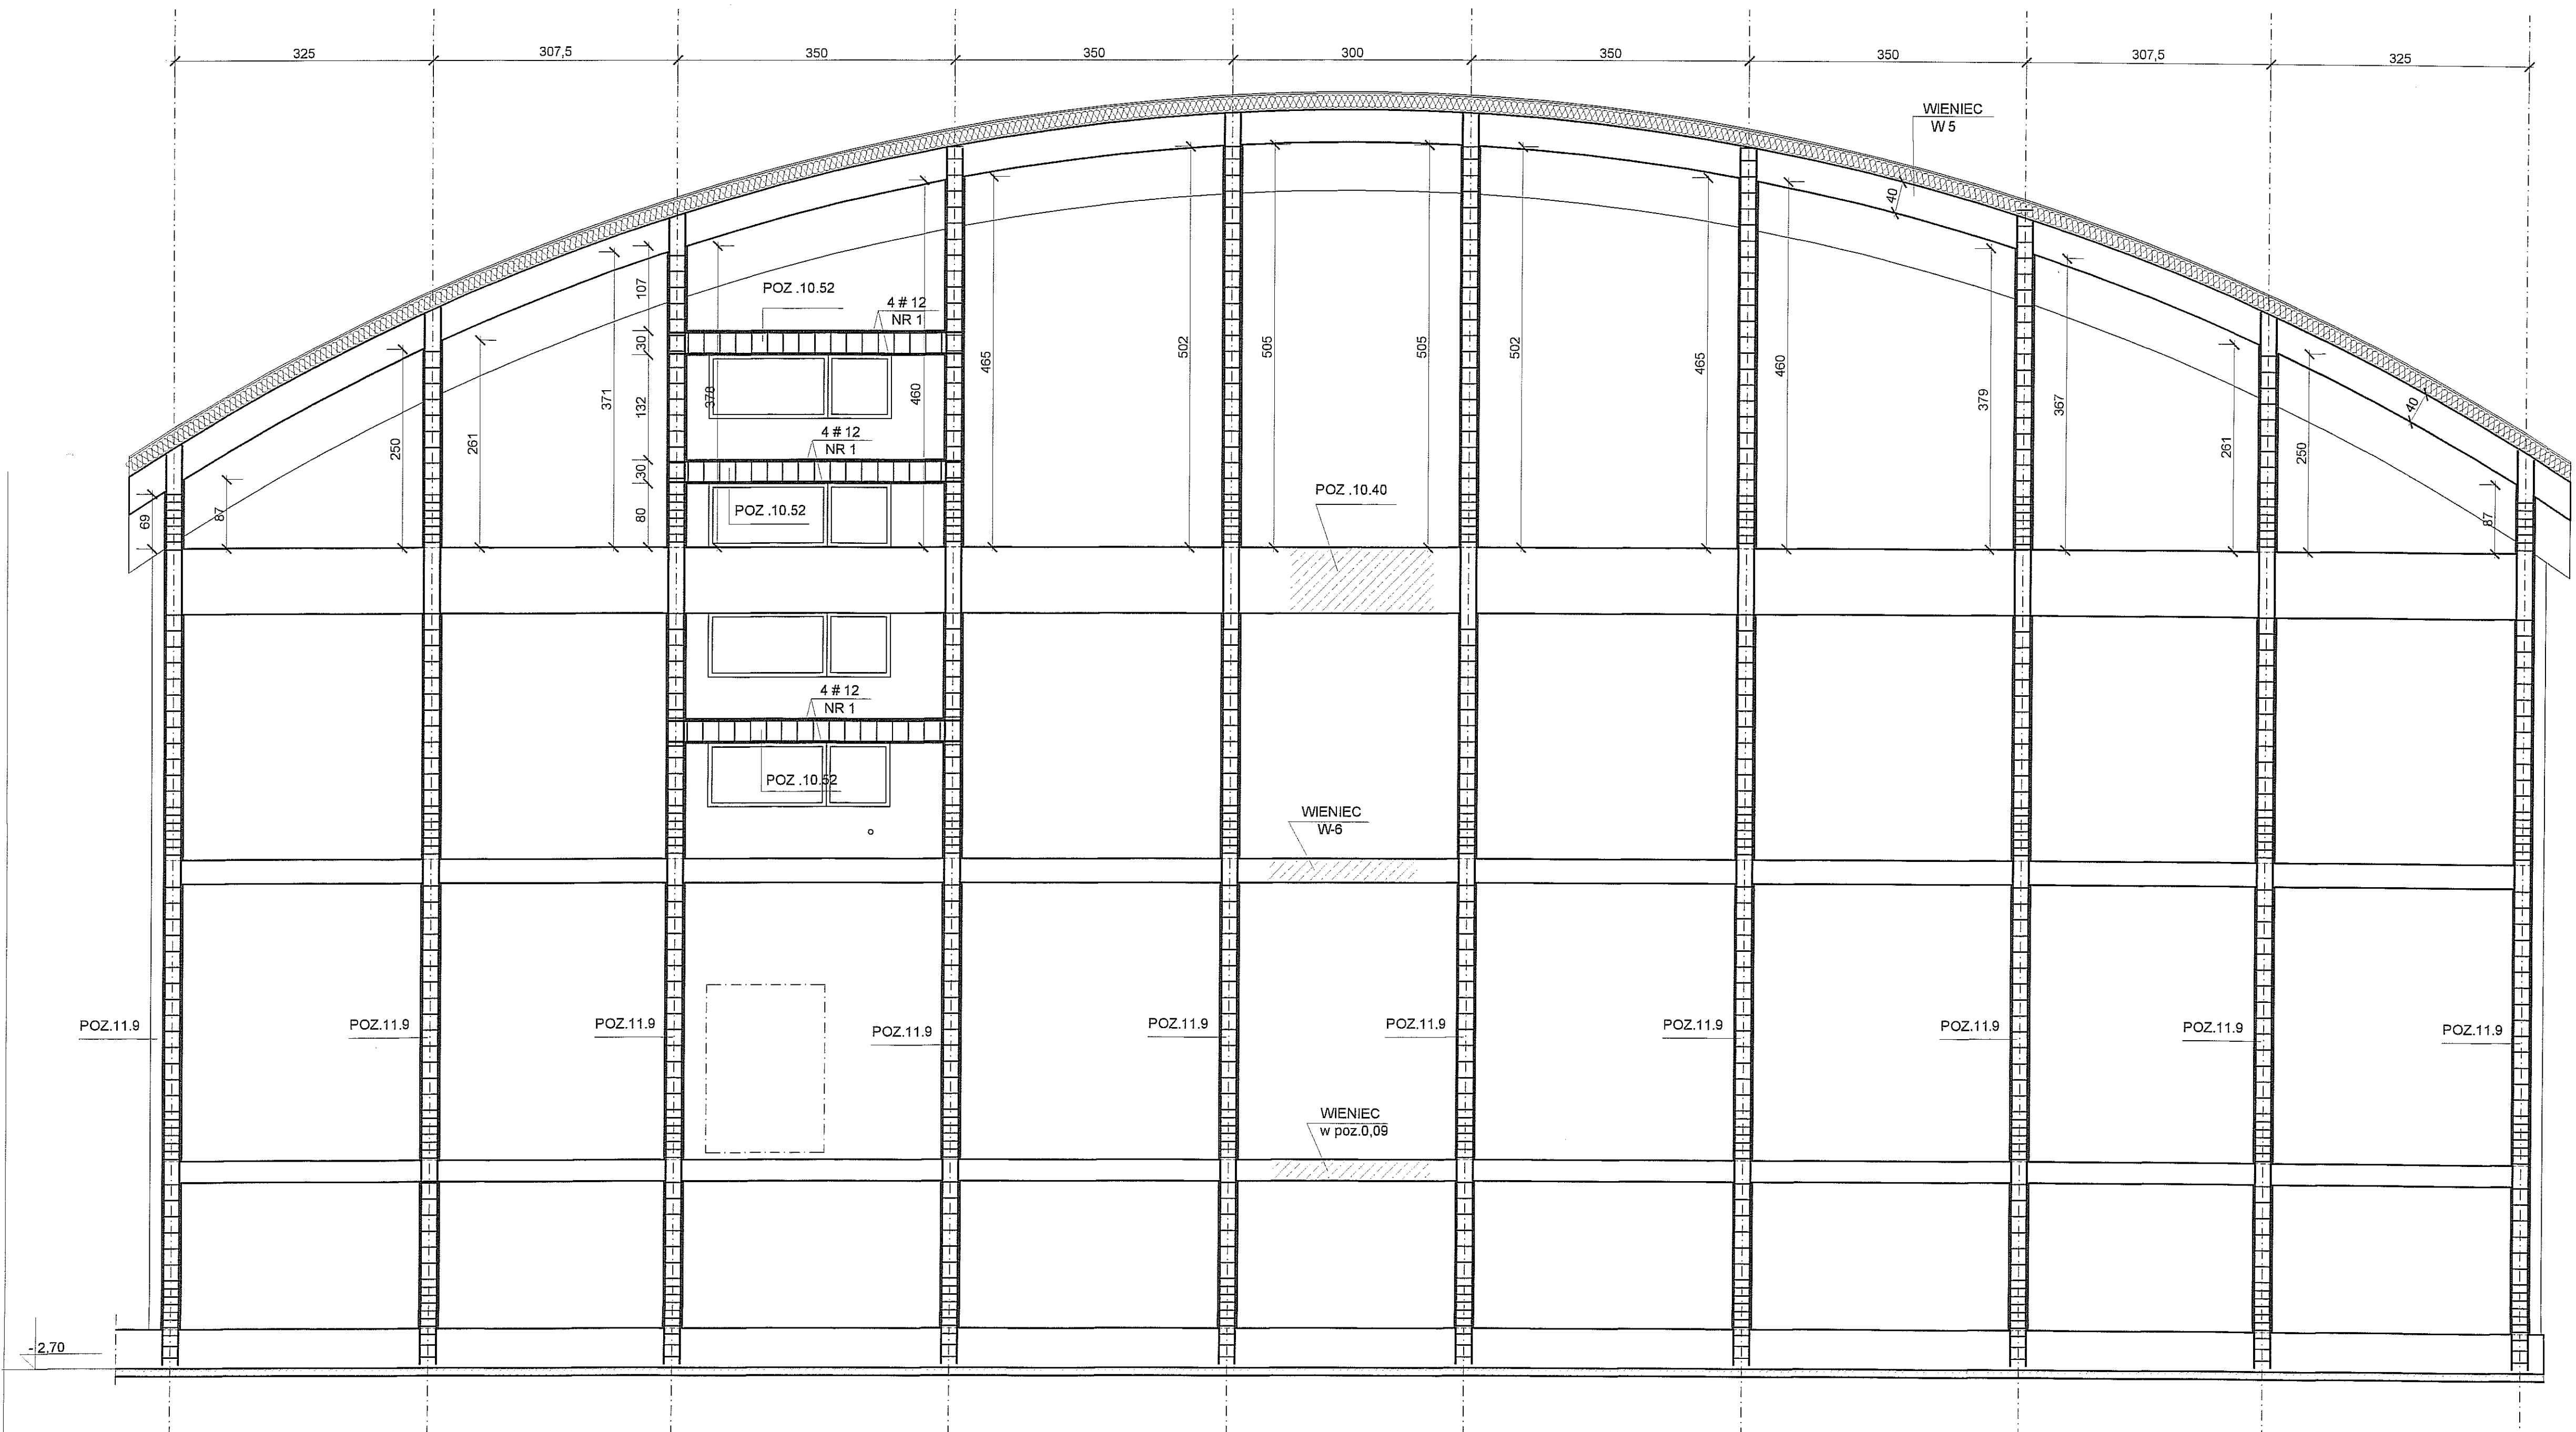 325
307,5
350
350
300
350
350
307,5
325
WIENIEC
W 5
40
107
POZ .10.52
4 # 12
NR 1
30
465
502
505
505
502
465
460
379
367
371
132
378
460
250
261
261
250
40
4 # 12
NR 1
30
POZ .10.52
POZ .10.40
69
87
80
87
4 # 12
NR 1
POZ .10.52
WIENIEC
W-6
POZ.11.9
POZ.11.9
POZ.11.9
POZ.11.9
POZ.11.9
POZ.11.9
POZ.11.9
POZ.11.9
POZ.11.9
POZ.11.9
WIENIEC
w poz.0,09
- 2,70